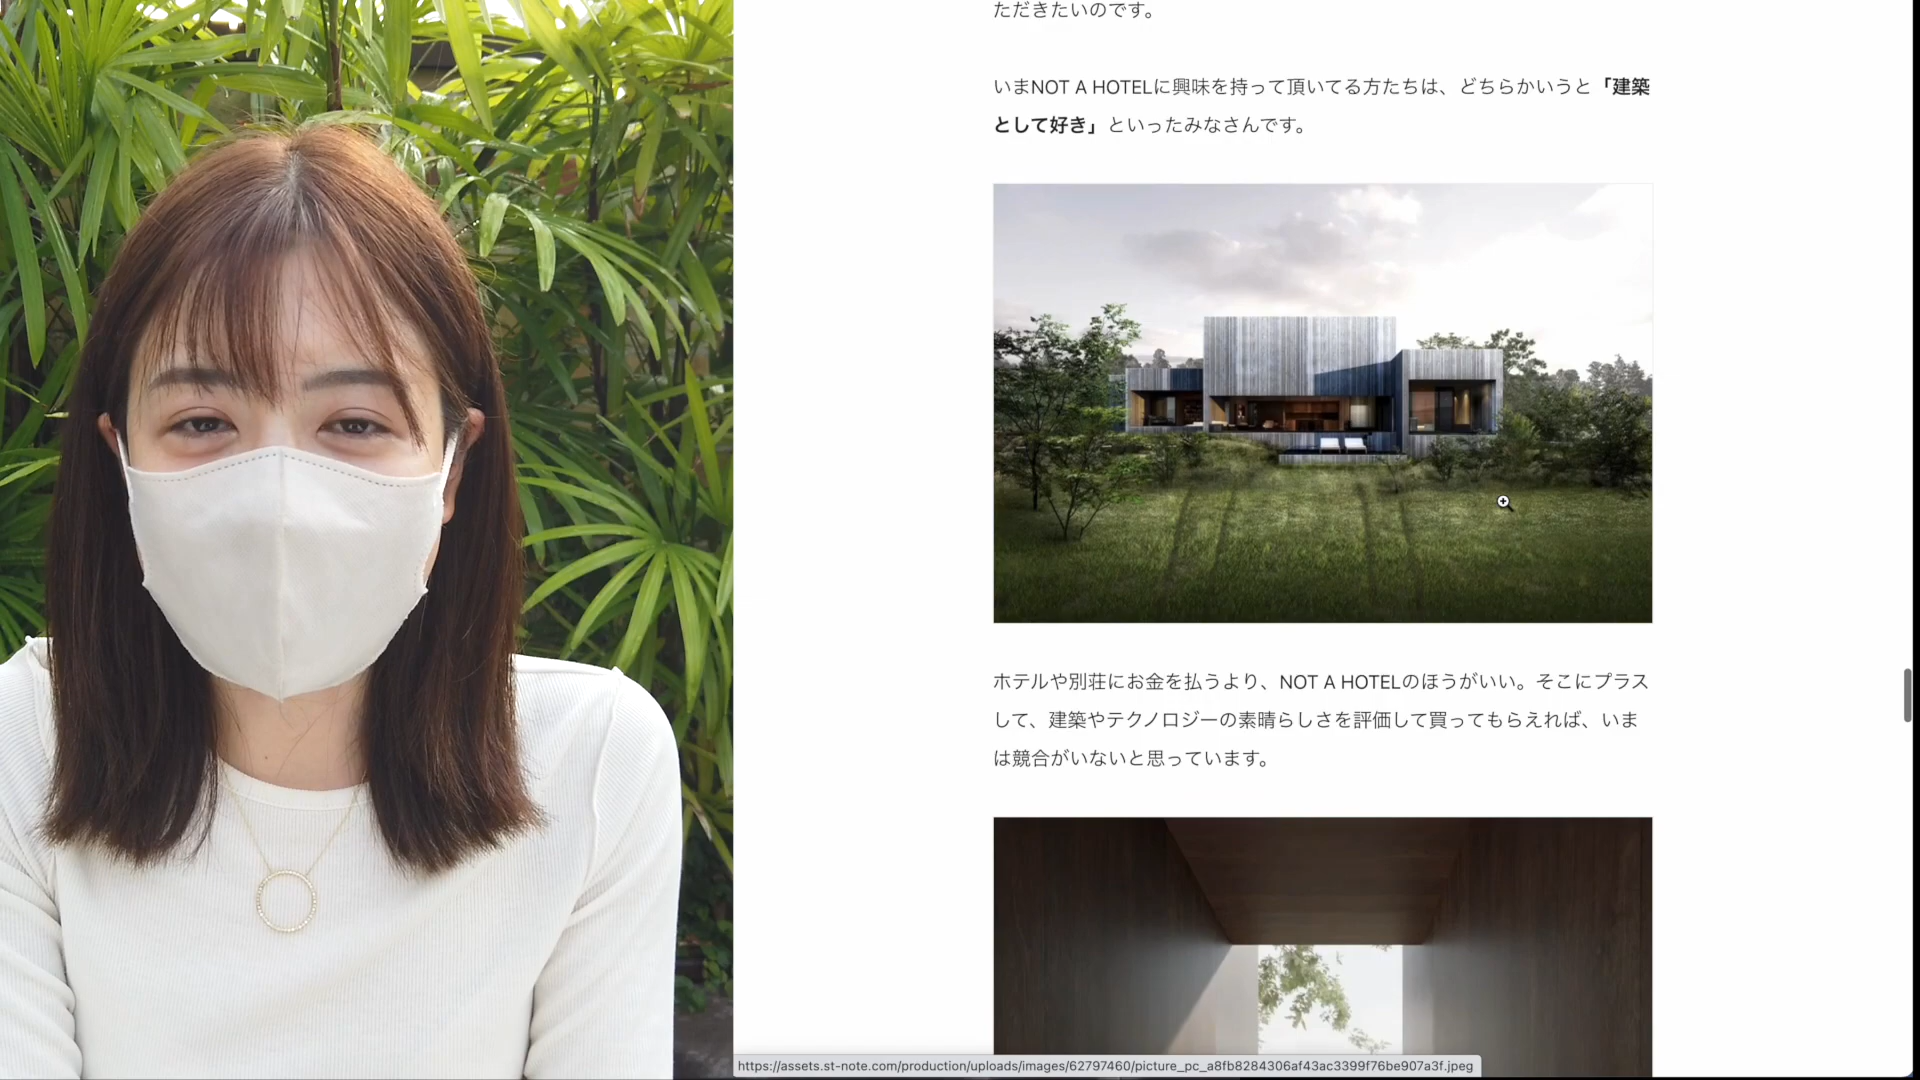 ただきたいのです。
いまNOT A HOTELに興味を持って頂いてる方たちは、どちらかいうと「建築
として好き」といったみなさんです。
ホテルや別荘にお金を払うより、NOT A HOTELのほうがいい。そこにプラス
して、建築やテクノロジーの素晴らしさを評価して買ってもらえれば、いま
は競合がいないと思っています。
https://assets.st-note.com/production/uploads/images/62797460/picture_pc_a8fb8284306af43ac3399f76be907a3f.jpeg